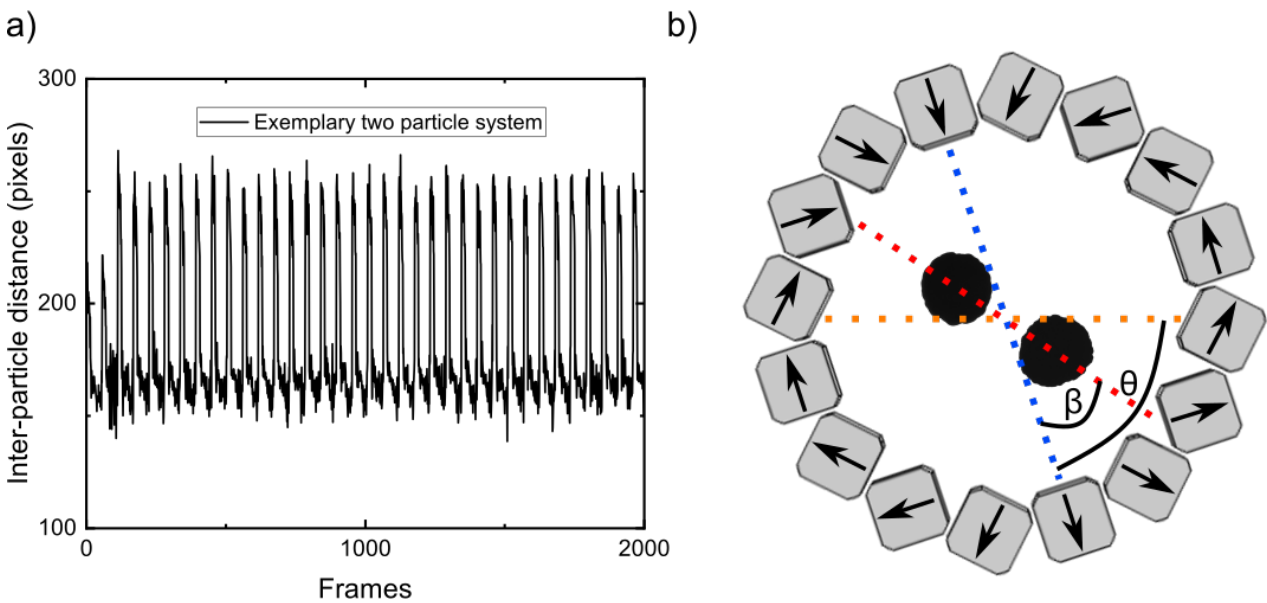 a)
b)
300
200
100
0
1000
2000
Inter-particle distance (pixels)
Frames
Exemplary two particle system
β
θ